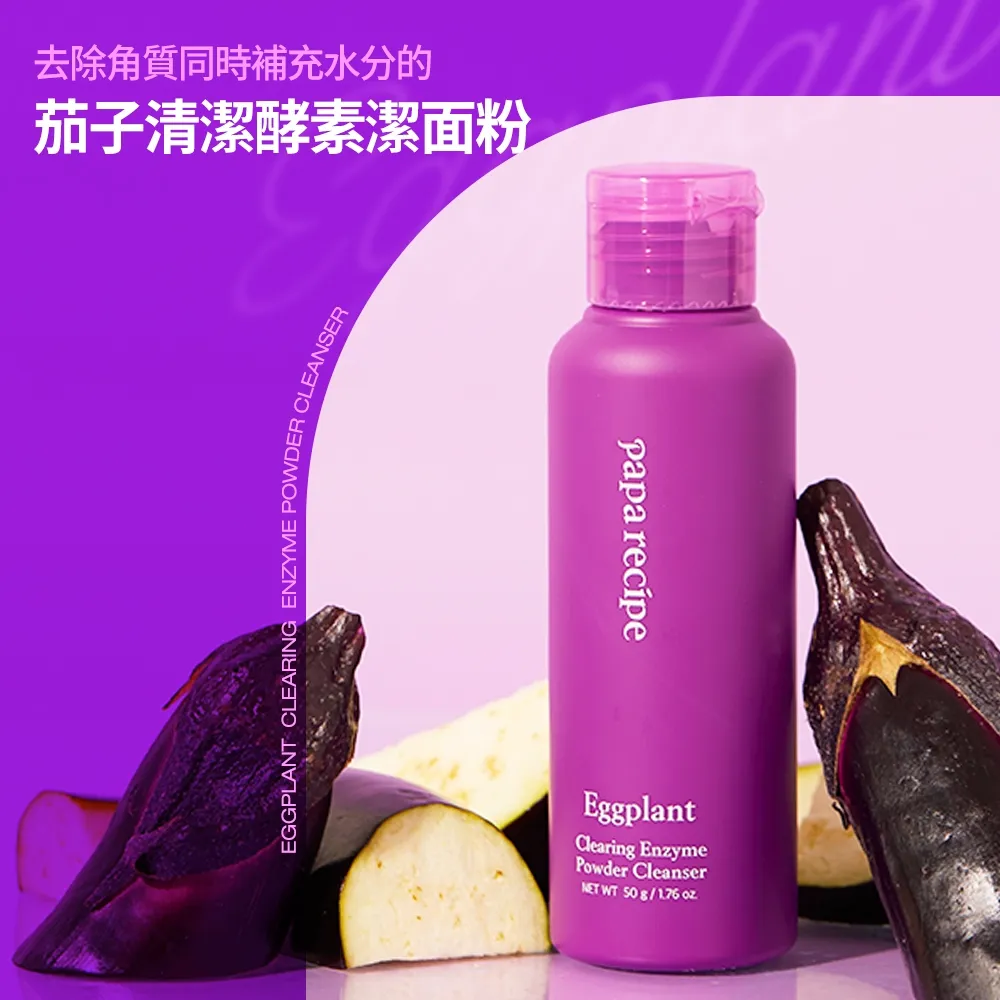 去除角質同時補充水分的
茄子清潔酵素潔面粉
Eggplant
EGGPLANT CLEARING ENZYME POWDER CLEANSER
papa recipe
Eggplant
Clearing Enzyme
Powder Cleanser
NET WT 50 g / 1.76 oz.